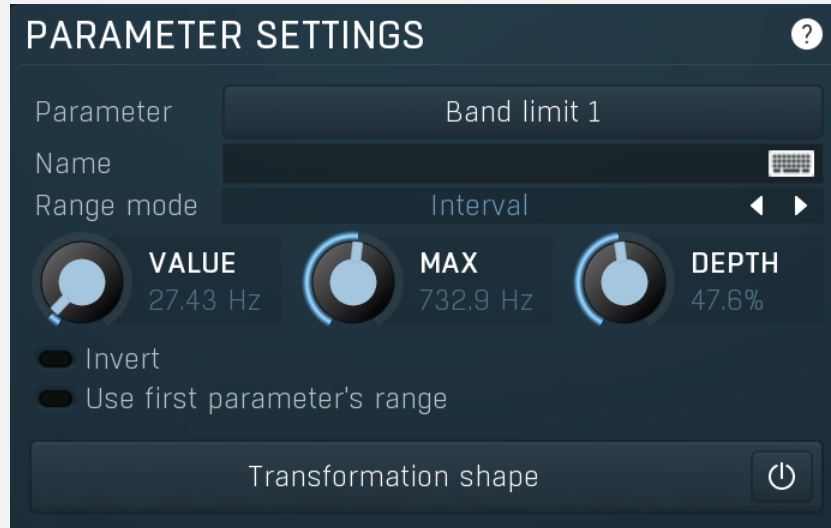 PARAMETER SETTINGS ?
Parameter Band limit 1
Name
Range mode Interval
VALUE MAX DEPTH
27.43 Hz 732.9 Hz 47.6%
Invert
Use first parameter's range
Transformation shape